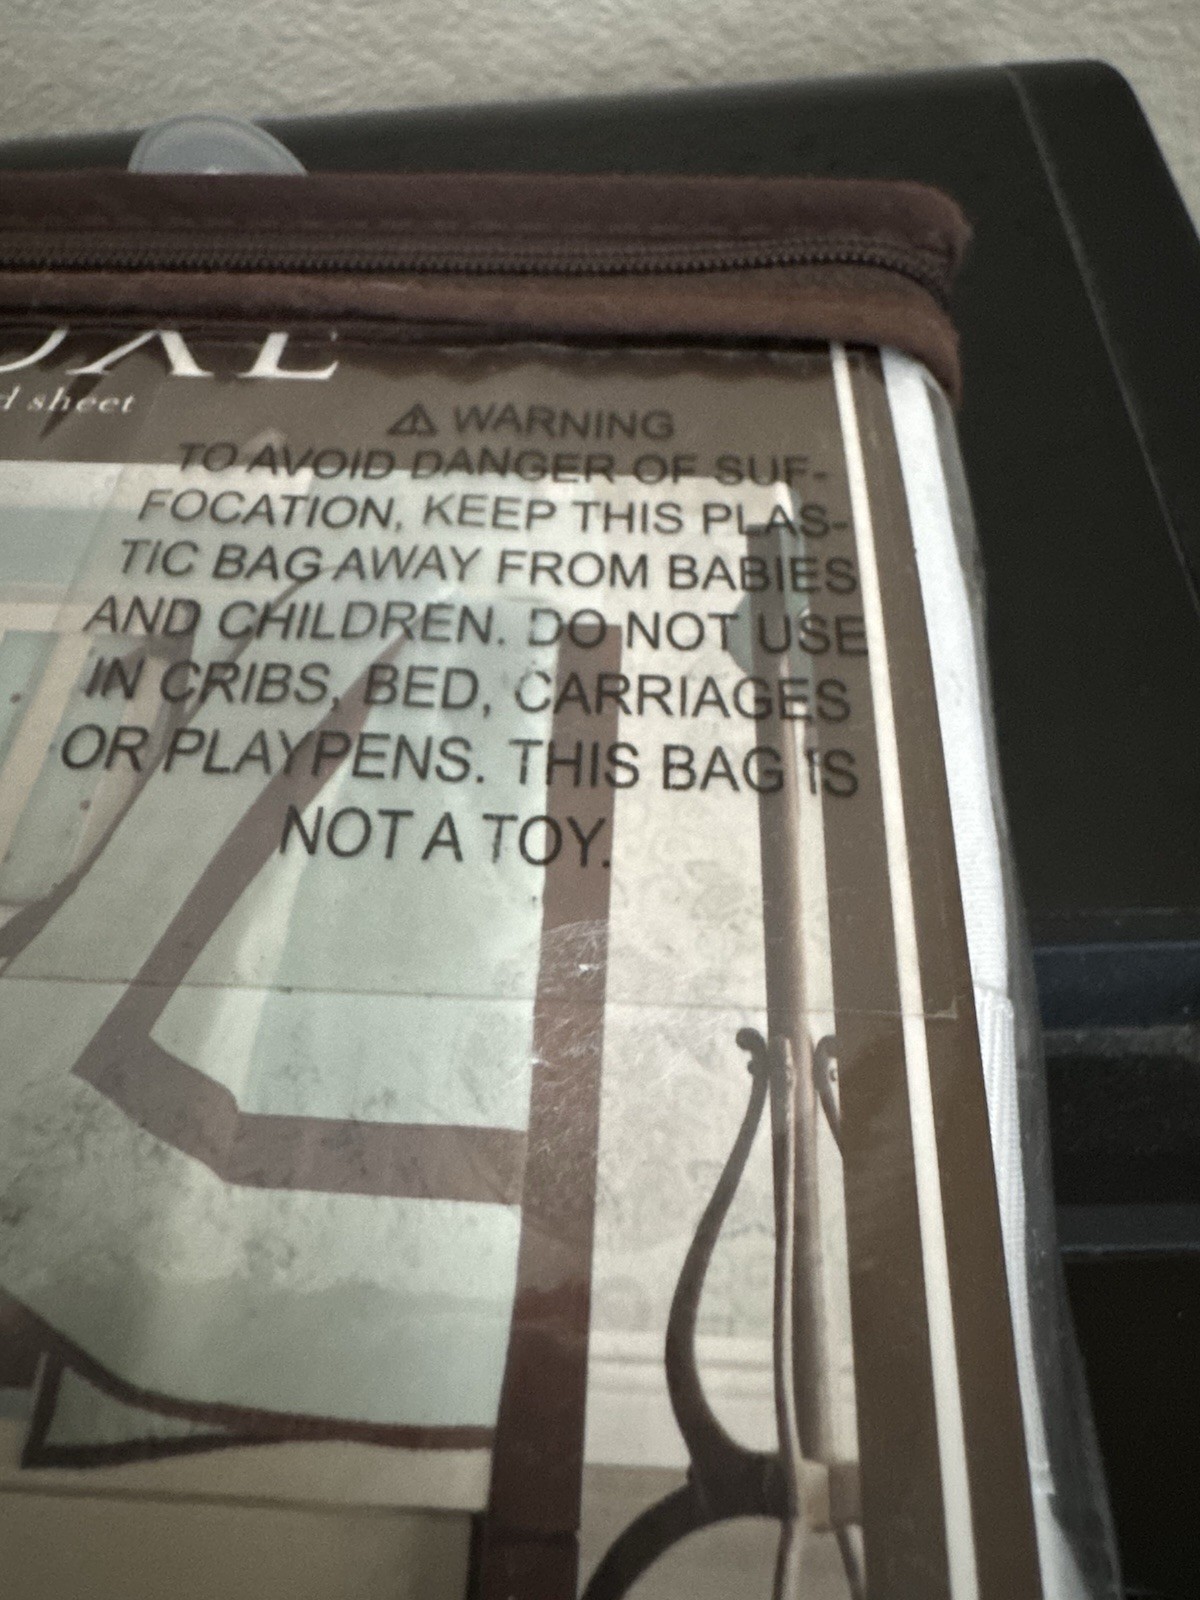 d sheet
⚠ WARNING
TO AVOID DANGER OF SUF-
FOCATION, KEEP THIS PLAS-
TIC BAG AWAY FROM BABIES
AND CHILDREN. DO NOT USE
IN CRIBS, BED, CARRIAGES
OR PLAYPENS. THIS BAG IS
NOT A TOY.